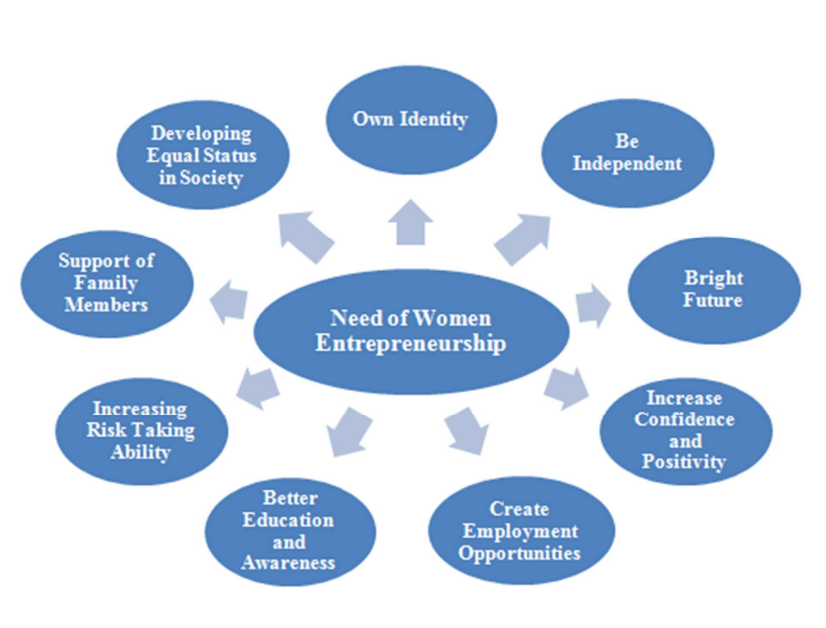 Own Identity
Developing
Equal Status
in Society
Be
Independent
Support of
Family
Members
Bright
Future
Need of Women
Entrepreneurship
Increasing
Risk Taking
Ability
Increase
Confidence
and
Positivity
Better
Education
and
Awareness
Create
Employment
Opportunities